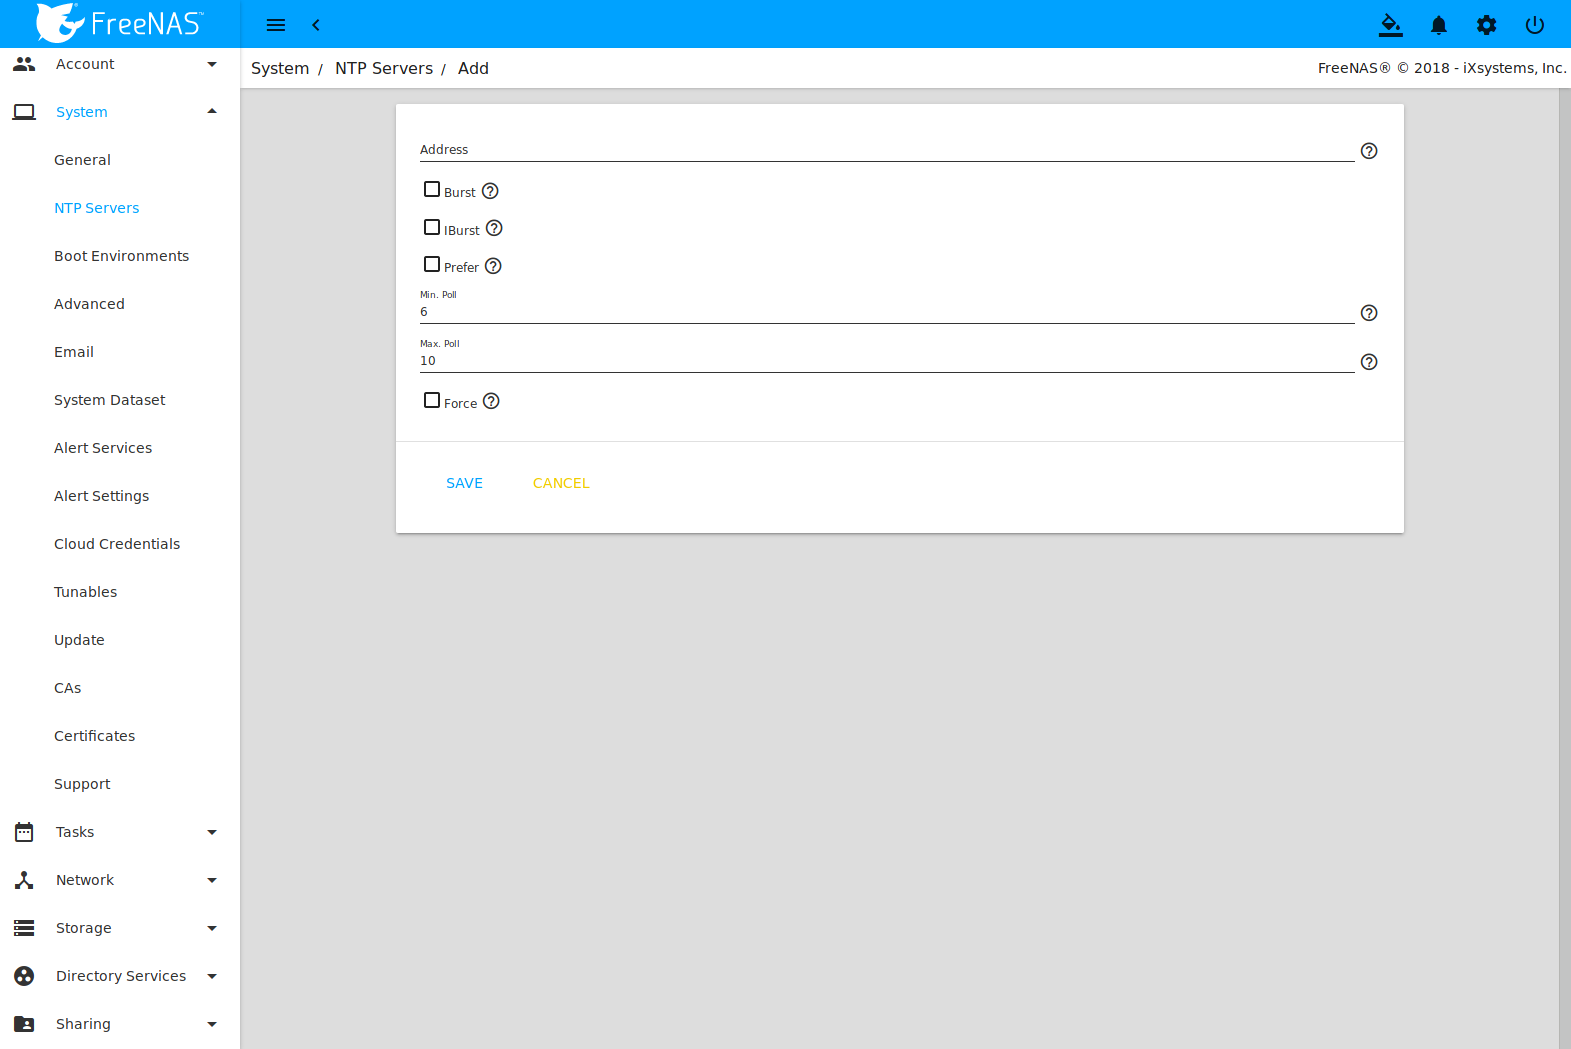 FreeNAS™
System / NTP Servers / Add
FreeNAS® © 2018 - iXsystems, Inc.
Account
System
General
NTP Servers
Boot Environments
Advanced
Email
System Dataset
Alert Services
Alert Settings
Cloud Credentials
Tunables
Update
CAs
Certificates
Support
Tasks
Network
Storage
Directory Services
Sharing
Address
Burst
IBurst
Prefer
Min. Poll
6
Max. Poll
10
Force
SAVE CANCEL